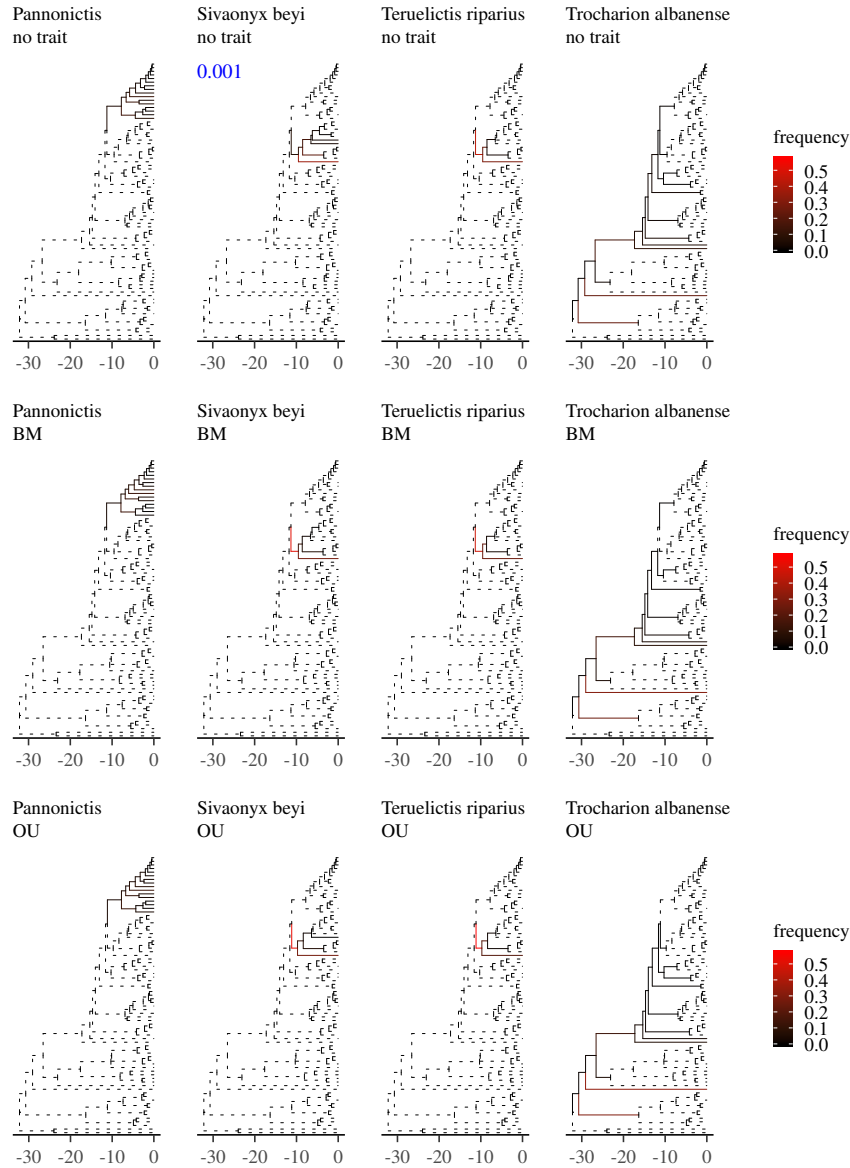 Pannonictis
no trait
Sivaonyx beyi
no trait
Teruelictis riparius
no trait
Trocharion albanense
no trait
0.001
frequency
0.5
0.4
0.3
0.2
0.1
0.0
-30 -20 -10 0
-30 -20 -10 0
-30 -20 -10 0
-30 -20 -10 0
Pannonictis
BM
Sivaonyx beyi
BM
Teruelictis riparius
BM
Trocharion albanense
BM
frequency
0.5
0.4
0.3
0.2
0.1
0.0
-30 -20 -10 0
-30 -20 -10 0
-30 -20 -10 0
-30 -20 -10 0
Pannonictis
OU
Sivaonyx beyi
OU
Teruelictis riparius
OU
Trocharion albanense
OU
frequency
0.5
0.4
0.3
0.2
0.1
0.0
-30 -20 -10 0
-30 -20 -10 0
-30 -20 -10 0
-30 -20 -10 0